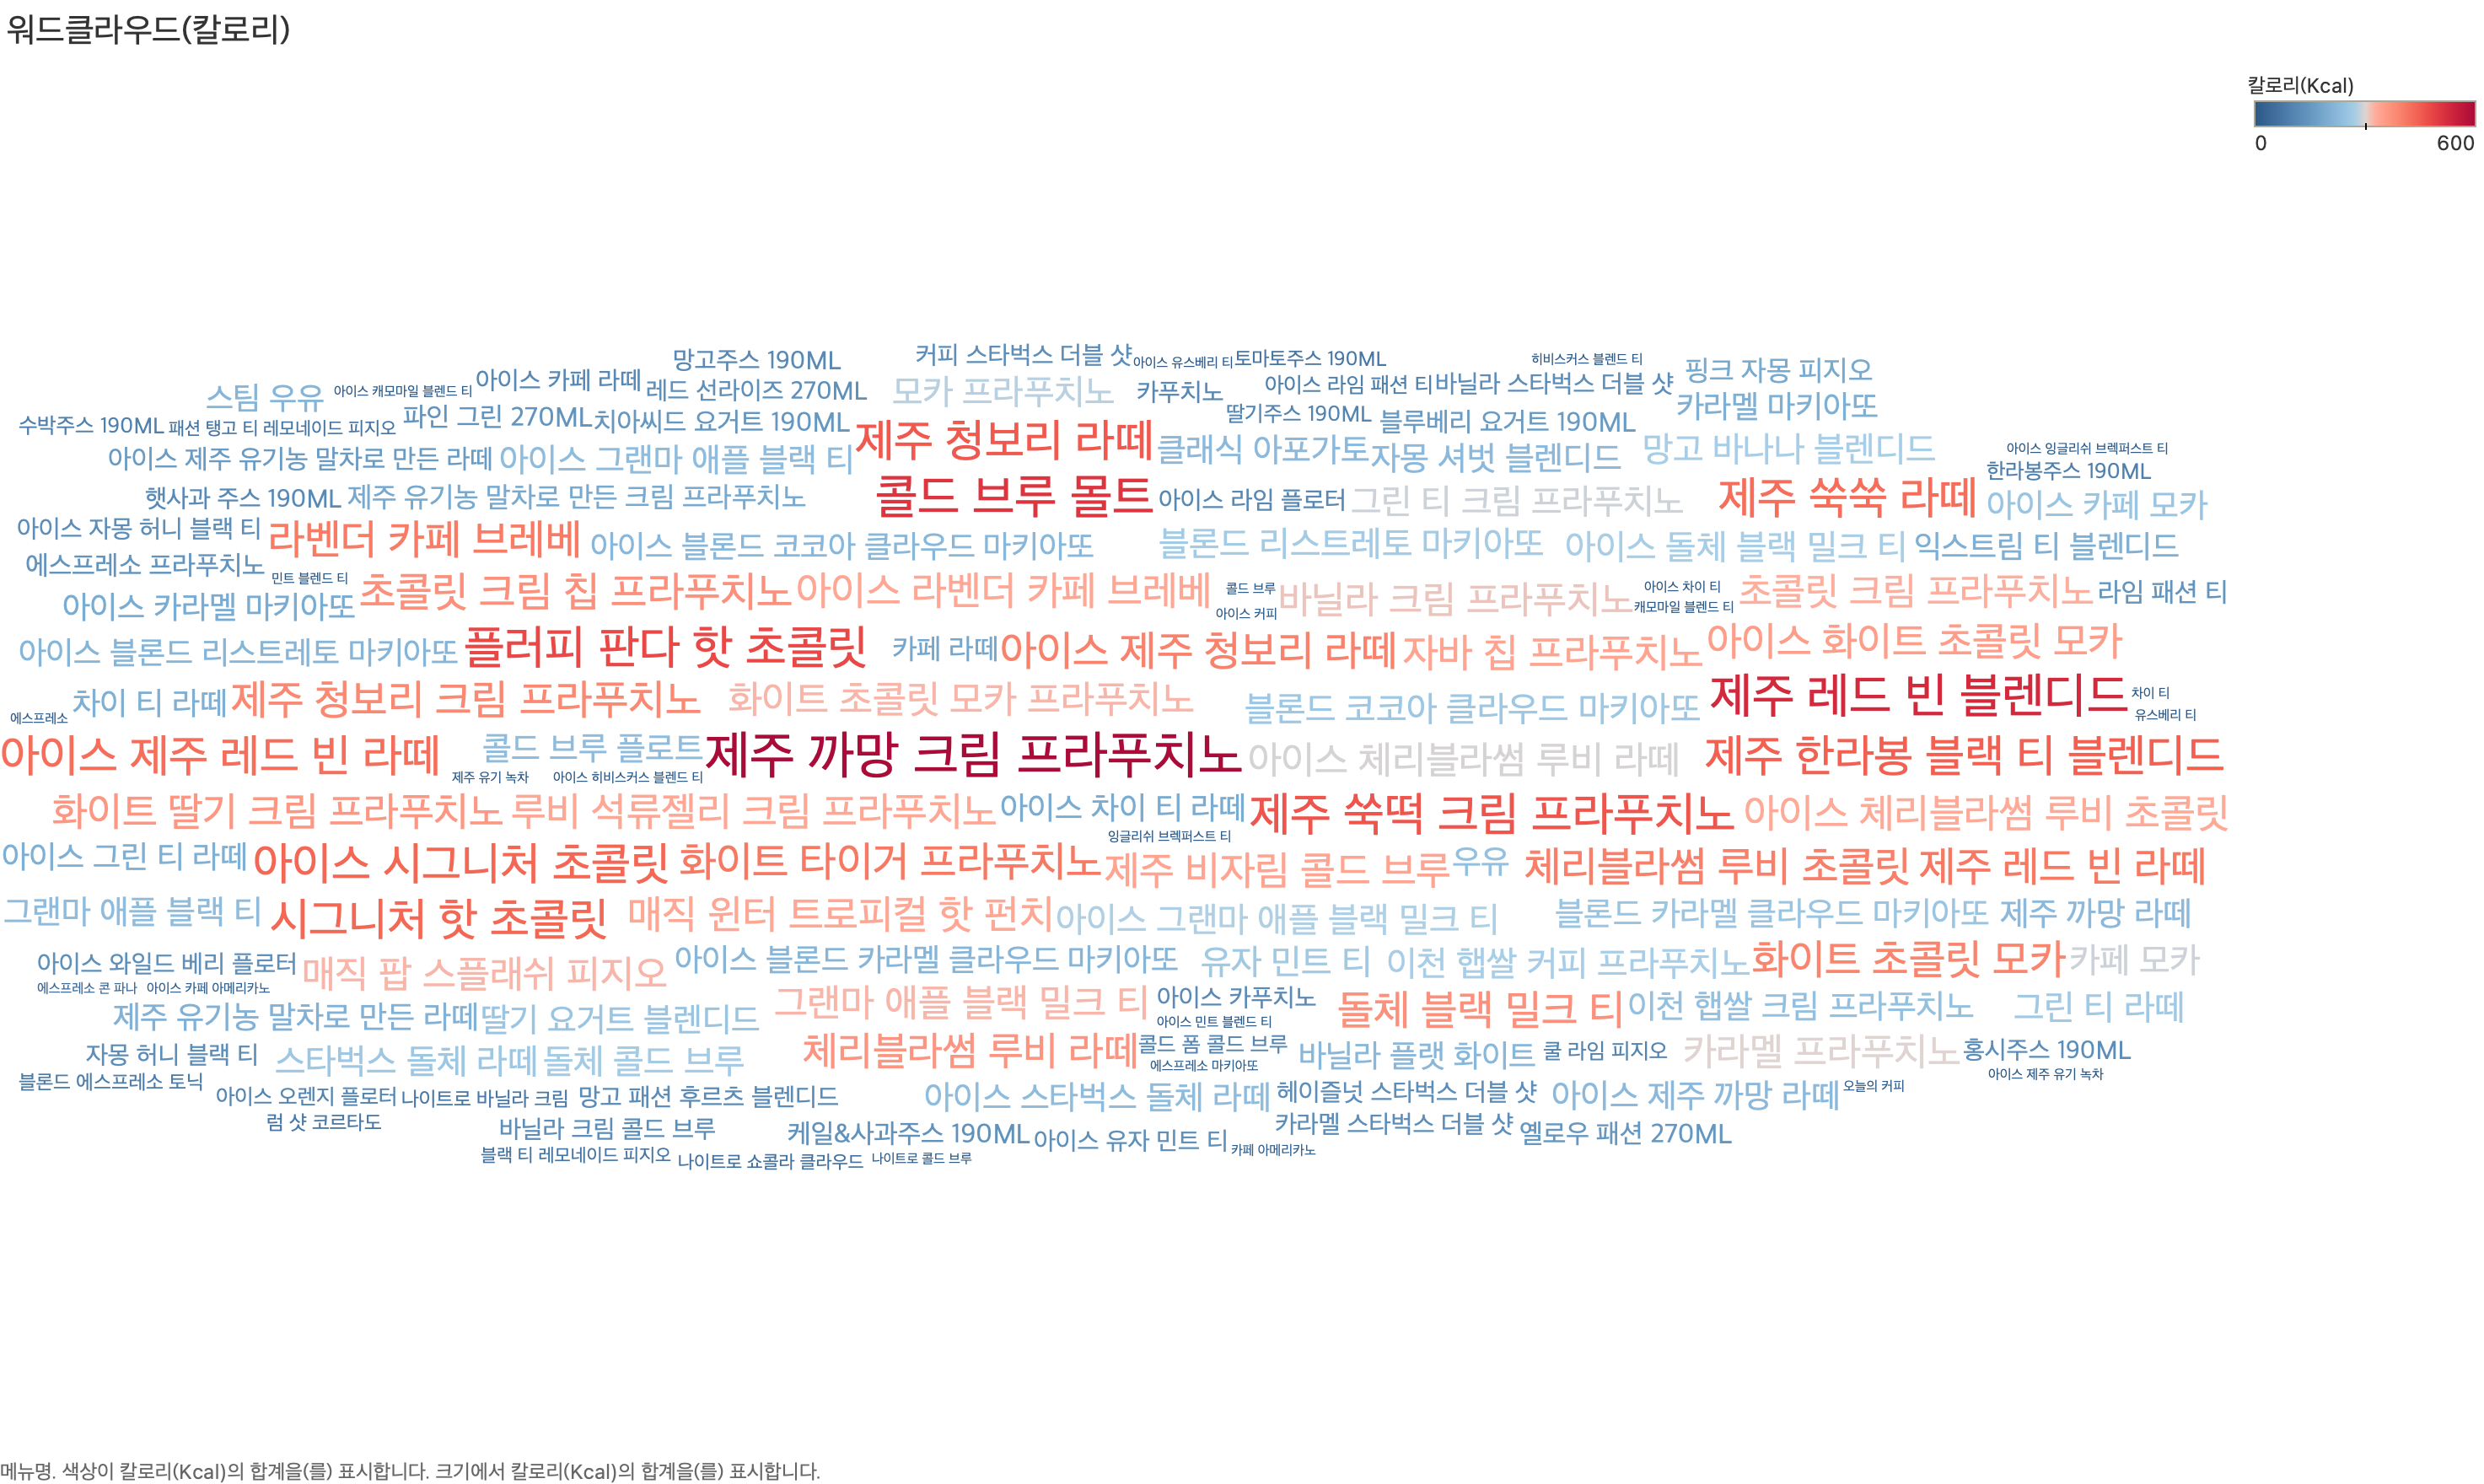 워드클라우드(칼로리)
칼로리(Kcal)
0 600
망고주스 190ML 커피 스타벅스 더블 샷 아이스 유스베리 티 토마토주스 190ML 히비스커스 블렌드 티 핑크 자몽 피지오
스팀 우유 아이스 캐모마일 블렌드 티 아이스 카페 라떼 레드 선라이즈 270ML 모카 프라푸치노 카푸치노 아이스 라임 패션 티 바닐라 스타벅스 더블 샷 카라멜 마키아또
수박주스 190ML 패션 탱고 티 레모네이드 피지오 파인 그린 270ML 치아씨드 요거트 190ML 제주 청보리 라떼 딸기주스 190ML 블루베리 요거트 190ML
아이스 제주 유기농 말차로 만든 라떼 아이스 그랜마 애플 블랙 티 클래식 아포가토 자몽 셔벗 블렌디드 망고 바나나 블렌디드 아이스 잉글리쉬 브렉퍼스트 티
한라봉주스 190ML
햇사과 주스 190ML 제주 유기농 말차로 만든 크림 프라푸치노 콜드 브루 몰트 아이스 라임 플로터 그린 티 크림 프라푸치노 제주 쑥쑥 라떼 아이스 카페 모카
아이스 자몽 허니 블랙 티 라벤더 카페 브레베 아이스 블론드 코코아 클라우드 마키아또 블론드 리스트레토 마키아또 아이스 돌체 블랙 밀크 티 익스트림 티 블렌디드
에스프레소 프라푸치노 민트 블렌드 티 초콜릿 크림 칩 프라푸치노 아이스 라벤더 카페 브레베 콜드 브루 바닐라 크림 프라푸치노 아이스 차이 티 초콜릿 크림 프라푸치노 라임 패션 티
아이스 카라멜 마키아또 아이스 커피 캐모마일 블렌드 티
아이스 블론드 리스트레토 마키아또 플러피 판다 핫 초콜릿 카페 라떼 아이스 제주 청보리 라떼 자바 칩 프라푸치노 아이스 화이트 초콜릿 모카
에스프레소 차이 티 라떼 제주 청보리 크림 프라푸치노 화이트 초콜릿 모카 프라푸치노 블론드 코코아 클라우드 마키아또 제주 레드 빈 블렌디드 차이 티
유스베리 티
아이스 제주 레드 빈 라떼 콜드 브루 플로트 제주 까망 크림 프라푸치노 아이스 체리블라썸 루비 라떼 제주 한라봉 블랙 티 블렌디드
제주 유기 녹차 아이스 히비스커스 블렌드 티
화이트 딸기 크림 프라푸치노 루비 석류젤리 크림 프라푸치노 아이스 차이 티 라떼 제주 쑥떡 크림 프라푸치노 아이스 체리블라썸 루비 초콜릿
잉글리쉬 브렉퍼스트 티
아이스 그린 티 라떼 아이스 시그니처 초콜릿 화이트 타이거 프라푸치노 제주 비자림 콜드 브루 우유 체리블라썸 루비 초콜릿 제주 레드 빈 라떼
그랜마 애플 블랙 티 시그니처 핫 초콜릿 매직 윈터 트로피컬 핫 펀치 아이스 그랜마 애플 블랙 밀크 티 블론드 카라멜 클라우드 마키아또 제주 까망 라떼
아이스 와일드 베리 플로터 매직 팝 스플래쉬 피지오 아이스 블론드 카라멜 클라우드 마키아또 유자 민트 티 이천 햅쌀 커피 프라푸치노 화이트 초콜릿 모카 카페 모카
에스프레소 콘 파나 아이스 카페 아메리카노
제주 유기농 말차로 만든 라떼 딸기 요거트 블렌디드 그랜마 애플 블랙 밀크 티 아이스 카푸치노 돌체 블랙 밀크 티 이천 햅쌀 크림 프라푸치노 그린 티 라떼
아이스 민트 블렌드 티
자몽 허니 블랙 티 스타벅스 돌체 라떼 돌체 콜드 브루 체리블라썸 루비 라떼 콜드 폼 콜드 브루 바닐라 플랫 화이트 쿨 라임 피지오 카라멜 프라푸치노 홍시주스 190ML
블론드 에스프레소 토닉 에스프레소 마키아또 아이스 제주 유기 녹차
아이스 오렌지 플로터 나이트로 바닐라 크림 망고 패션 후르츠 블렌디드 아이스 스타벅스 돌체 라떼 헤이즐넛 스타벅스 더블 샷 아이스 제주 까망 라떼 오늘의 커피
럼 샷 코르타도 바닐라 크림 콜드 브루 케일&사과주스 190ML 아이스 유자 민트 티 카라멜 스타벅스 더블 샷 옐로우 패션 270ML
블랙 티 레모네이드 피지오 나이트로 쇼콜라 클라우드 나이트로 콜드 브루 카페 아메리카노
메뉴명. 색상이 칼로리(Kcal)의 합계을(를) 표시합니다. 크기에서 칼로리(Kcal)의 합계을(를) 표시합니다.